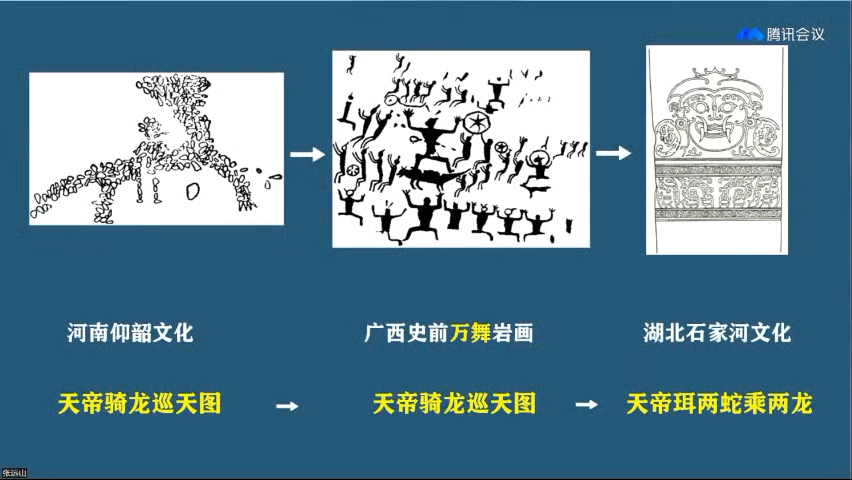 腾讯会议
河南仰韶文化
广西史前万舞岩画
湖北石家河文化
天帝骑龙巡天图
天帝骑龙巡天图
天帝珥两蛇乘两龙
张远山